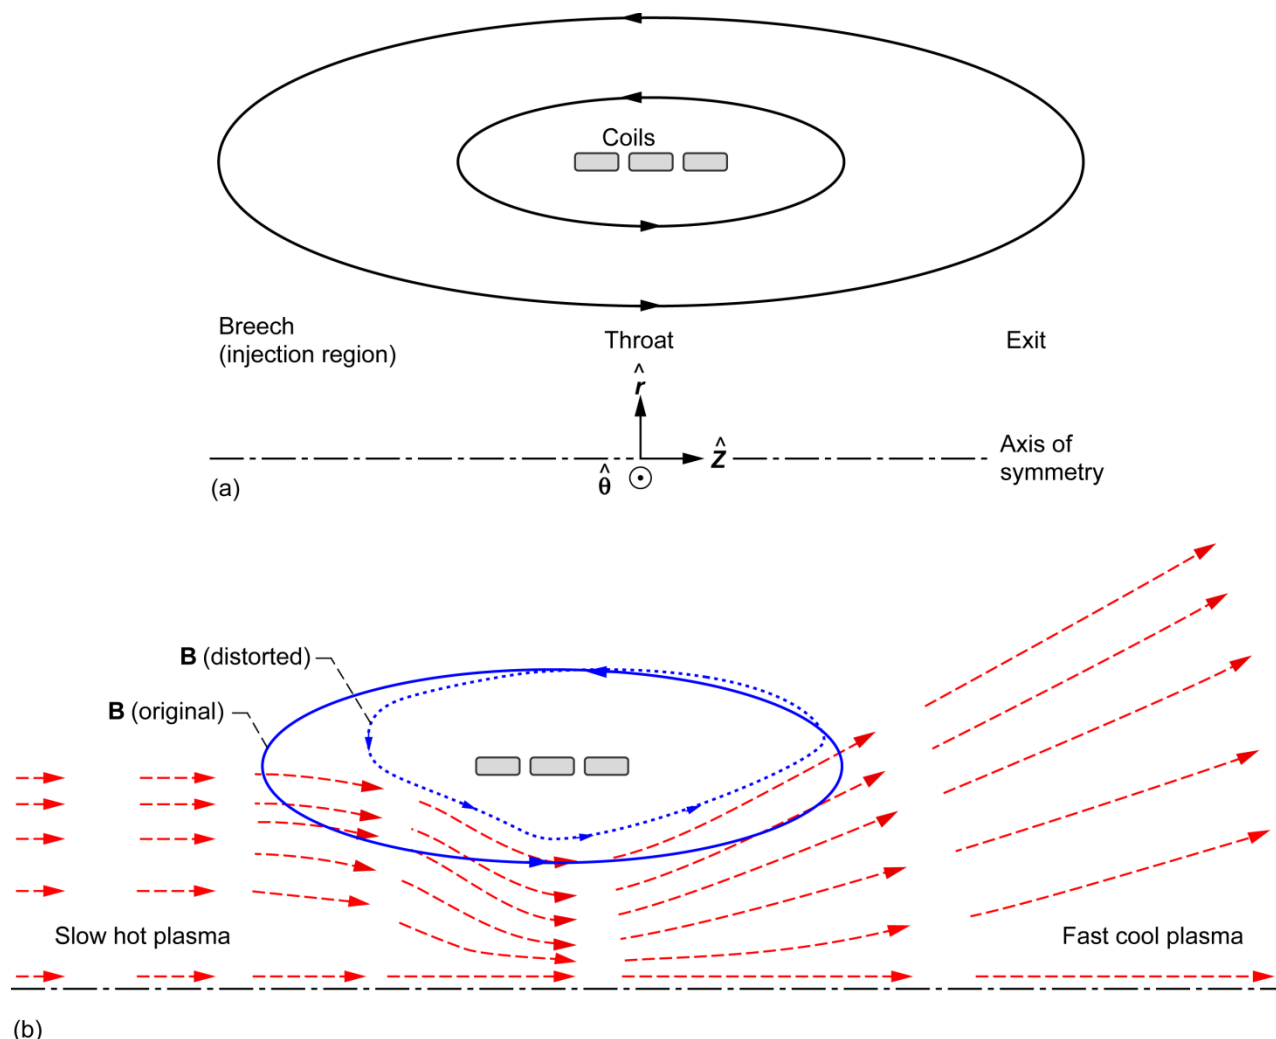 Coils
Breech
(injection region)
Throat
Exit
r̂
Ẑ
θ̂
Axis of
symmetry
(a)
B (distorted)
B (original)
Slow hot plasma
Fast cool plasma
(b)